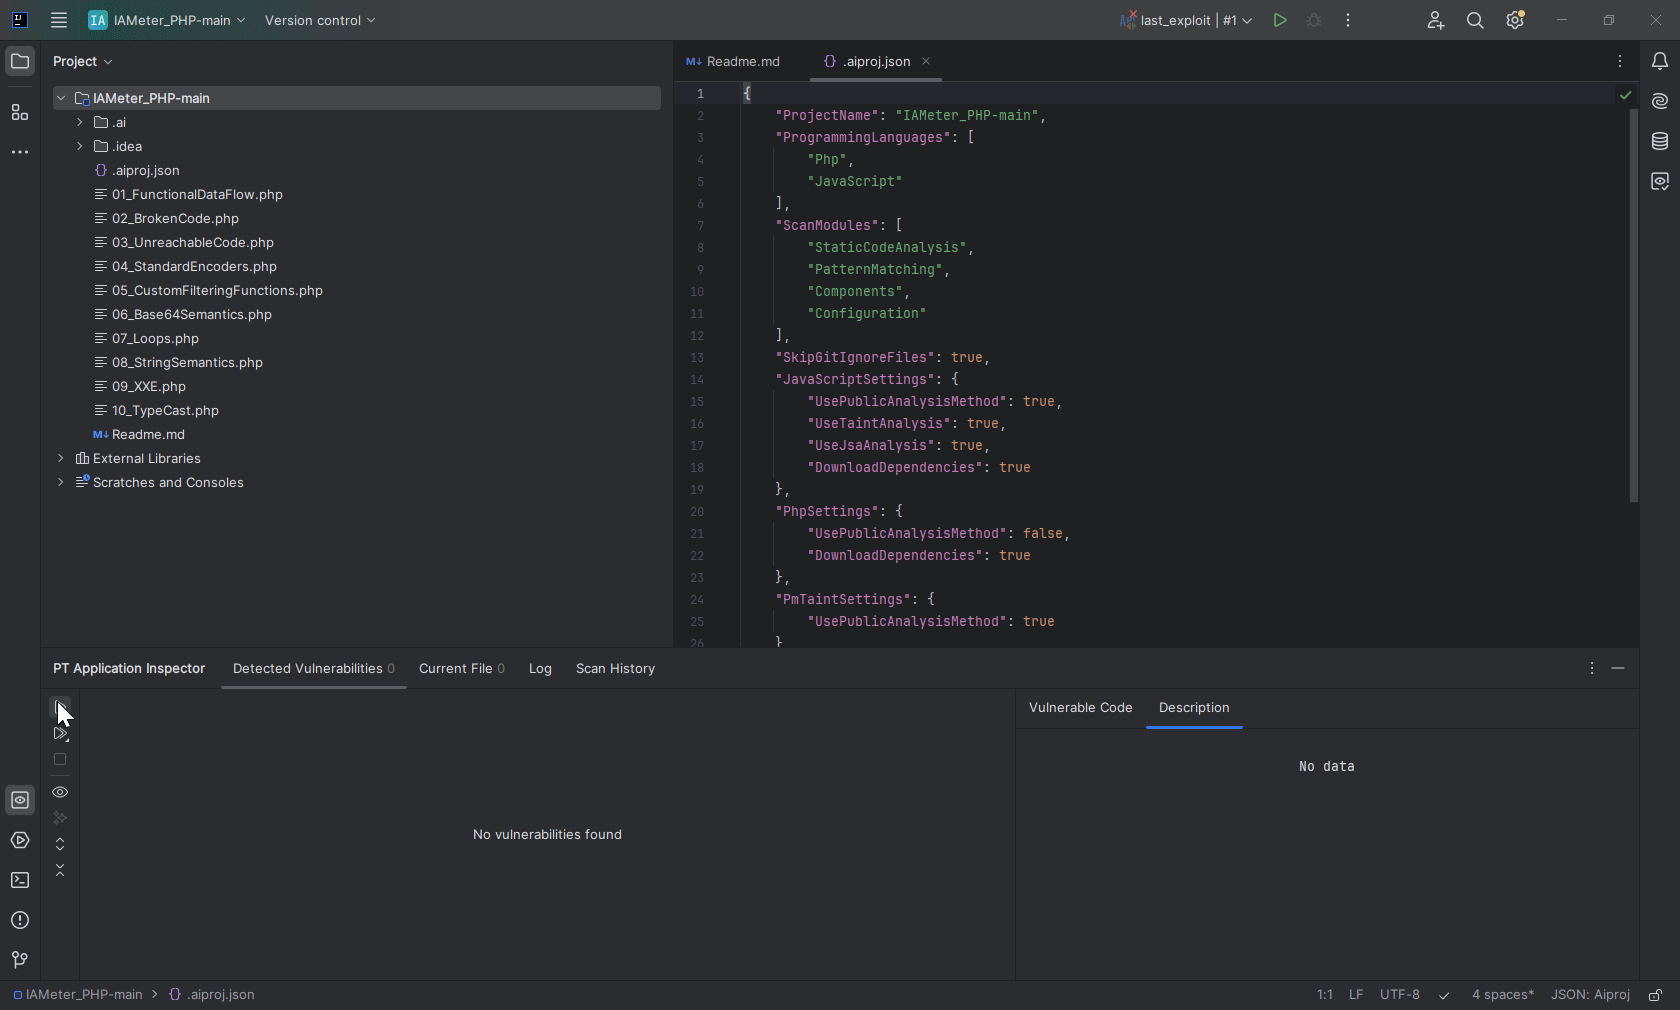 IA IAMeter_PHP-main Version control last_exploit | #1
Project
IAMeter_PHP-main
.ai
.idea
.aiproj.json
01_FunctionalDataFlow.php
02_BrokenCode.php
03_UnreachableCode.php
04_StandardEncoders.php
05_CustomFilteringFunctions.php
06_Base64Semantics.php
07_Loops.php
08_StringSemantics.php
09_XXE.php
10_TypeCast.php
M↓ Readme.md
External Libraries
Scratches and Consoles
M↓ Readme.md {} .aiproj.json
1 {
2 "ProjectName": "IAMeter_PHP-main",
3 "ProgrammingLanguages": [
4 "Php",
5 "JavaScript"
6 ],
7 "ScanModules": [
8 "StaticCodeAnalysis",
9 "PatternMatching",
10 "Components",
11 "Configuration"
12 ],
13 "SkipGitIgnoreFiles": true,
14 "JavaScriptSettings": {
15 "UsePublicAnalysisMethod": true,
16 "UseTaintAnalysis": true,
17 "UseJsaAnalysis": true,
18 "DownloadDependencies": true
19 },
20 "PhpSettings": {
21 "UsePublicAnalysisMethod": false,
22 "DownloadDependencies": true
23 },
24 "PmTaintSettings": {
25 "UsePublicAnalysisMethod": true
26 }
PT Application Inspector Detected Vulnerabilities 0 Current File 0 Log Scan History
No vulnerabilities found
Vulnerable Code Description
No data
IAMeter_PHP-main > {} .aiproj.json 1:1 LF UTF-8 4 spaces* JSON: Aiproj